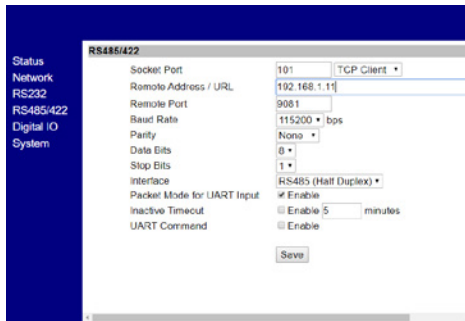 Status
Network
RS232
RS485/422
Digital IO
System
RS485/422
Socket Port 101 TCP Client
Remote Address / URL 192.168.1.11
Remote Port 9081
Baud Rate 115200 bps
Parity None
Data Bits 8
Stop Bits 1
Interface RS485 (Half Duplex)
Packet Mode for UART Input Enable
Inactive Timeout Enable 5 minutes
UART Command Enable
Save